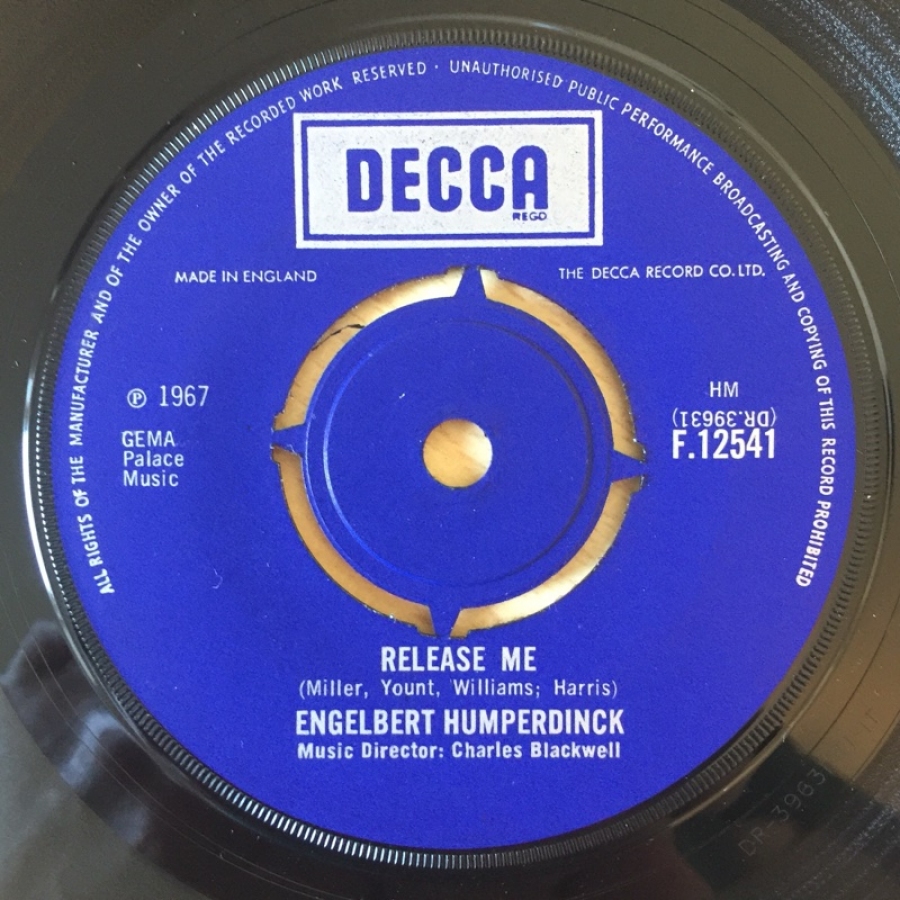 ALL RIGHTS OF THE MANUFACTURER AND OF THE OWNER OF THE RECORDED WORK RESERVED · UNAUTHORISED PUBLIC PERFORMANCE BROADCASTING AND COPYING OF THIS RECORD PROHIBITED
DECCA
REGD
MADE IN ENGLAND
THE DECCA RECORD CO. LTD.
℗ 1967
GEMA
Palace
Music
HM
(DR.39631)
F.12541
RELEASE ME
(Miller, Yount, Williams; Harris)
ENGELBERT HUMPERDINCK
Music Director: Charles Blackwell